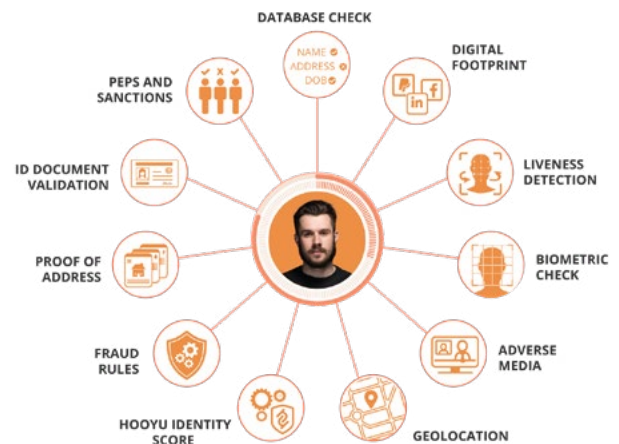 DATABASE CHECK
NAME
ADDRESS
DOB
DIGITAL
FOOTPRINT
in
f
LIVENESS
DETECTION
BIOMETRIC
CHECK
ADVERSE
MEDIA
GEOLOCATION
HOOYU IDENTITY
SCORE
FRAUD
RULES
PROOF OF
ADDRESS
ID DOCUMENT
VALIDATION
PEPS AND
SANCTIONS